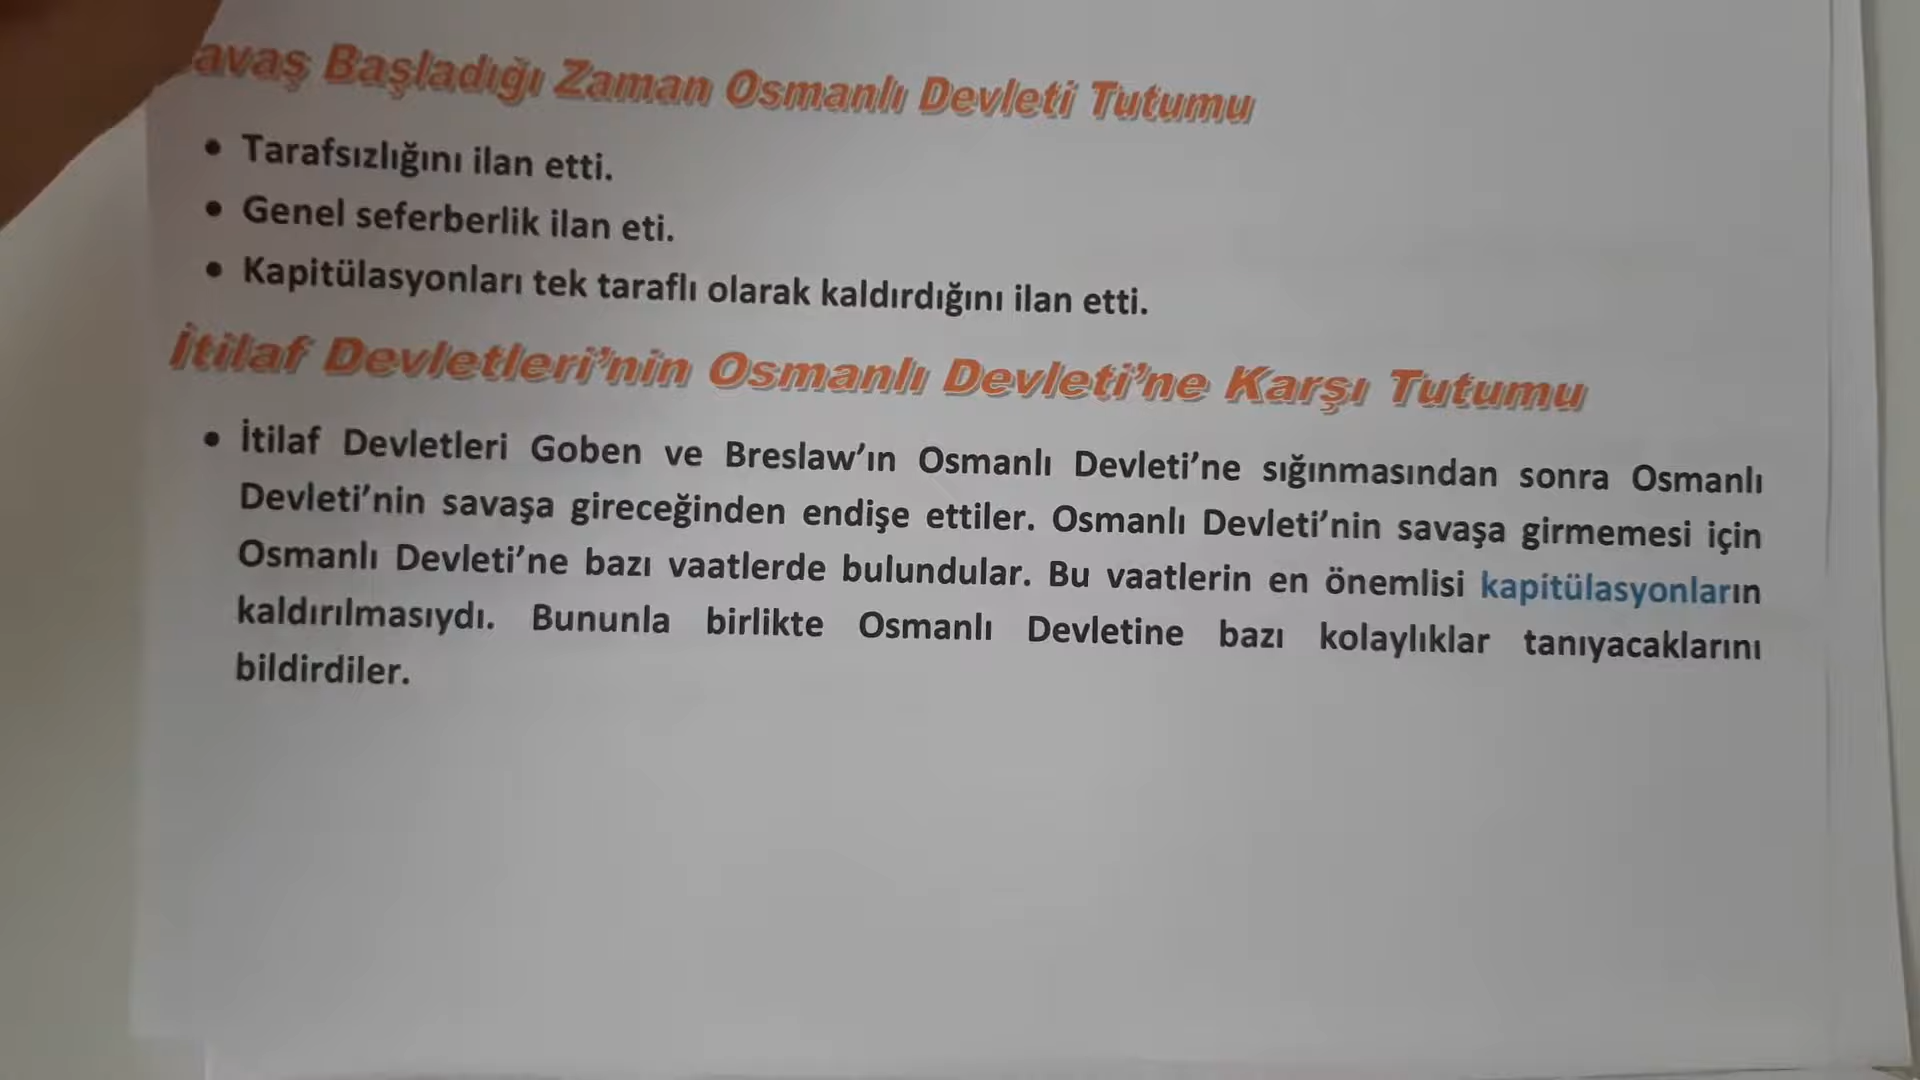 avaş Başladığı Zaman Osmanlı Devleti Tutumu
• Tarafsızlığını ilan etti.
• Genel seferberlik ilan eti.
• Kapitülasyonları tek taraflı olarak kaldırdığını ilan etti.
İtilaf Devletleri’nin Osmanlı Devleti’ne Karşı Tutumu
• İtilaf Devletleri Goben ve Breslaw’ın Osmanlı Devleti’ne sığınmasından sonra Osmanlı
Devleti’nin savaşa gireceğinden endişe ettiler. Osmanlı Devleti’nin savaşa girmemesi için
Osmanlı Devleti’ne bazı vaatlerde bulundular. Bu vaatlerin en önemlisi kapitülasyonların
kaldırılmasıydı. Bununla birlikte Osmanlı Devletine bazı kolaylıklar tanıyacaklarını
bildirdiler.